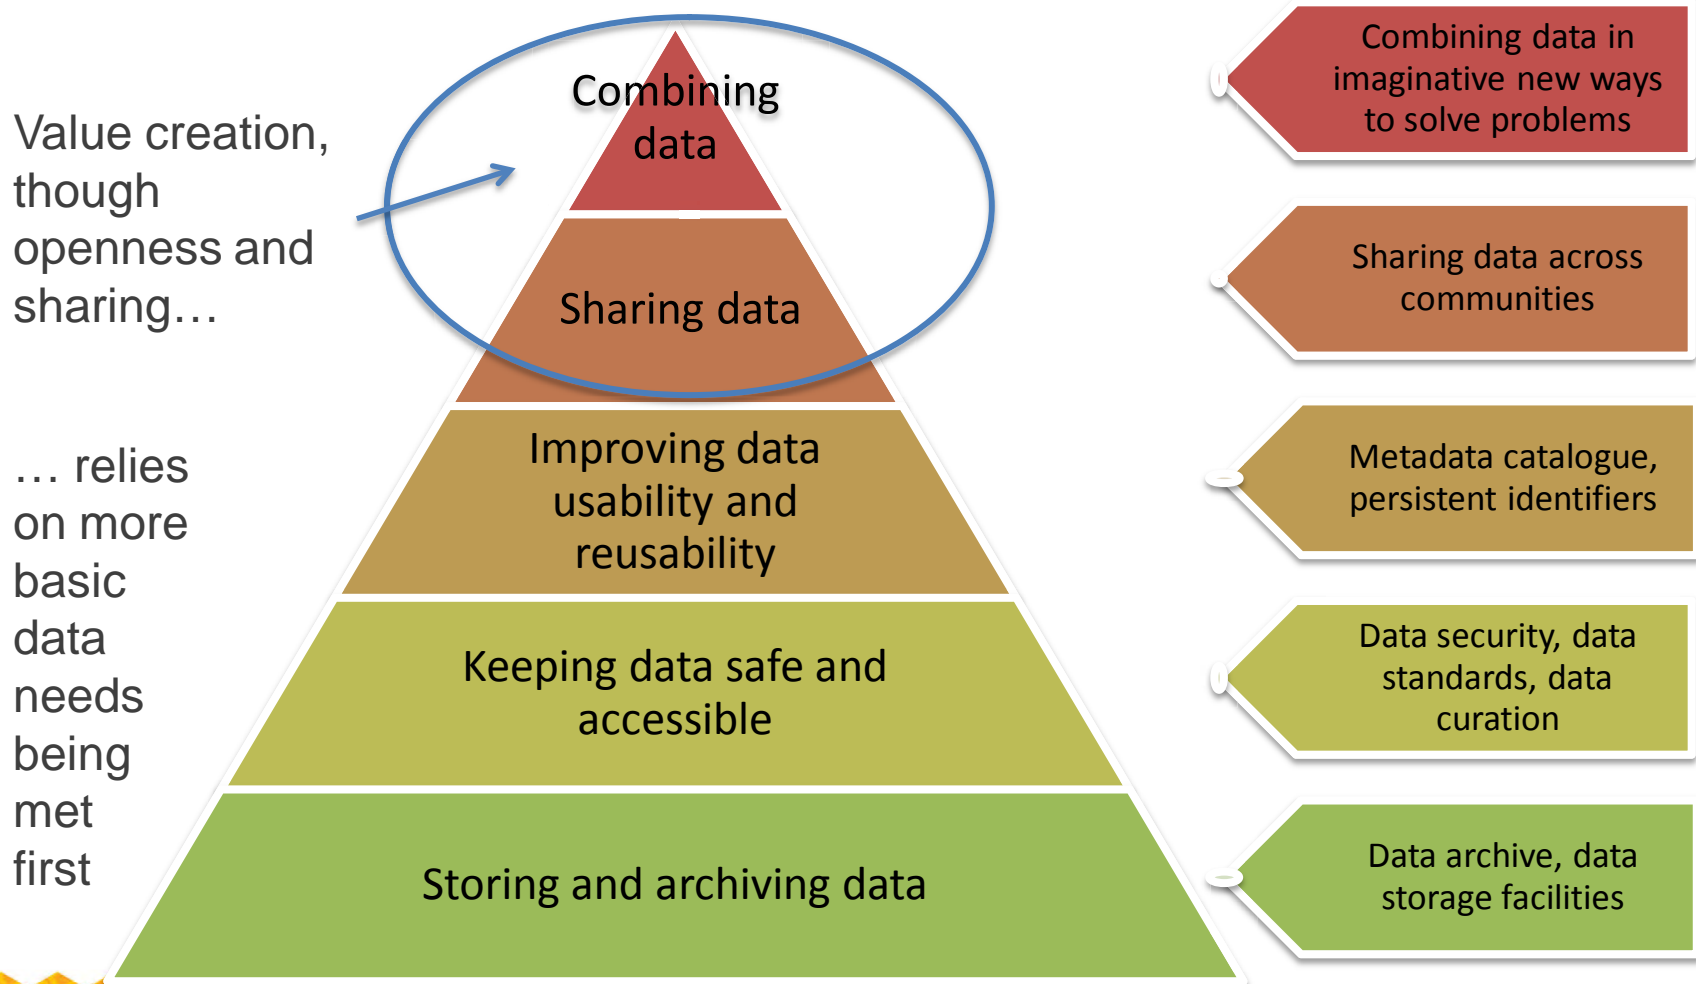 Value creation,
though
openness and
sharing…
… relies
on more
basic
data
needs
being
met
first
Combining
data
Sharing data
Improving data
usability and
reusability
Keeping data safe and
accessible
Storing and archiving data
Combining data in
imaginative new ways
to solve problems
Sharing data across
communities
Metadata catalogue,
persistent identifiers
Data security, data
standards, data
curation
Data archive, data
storage facilities